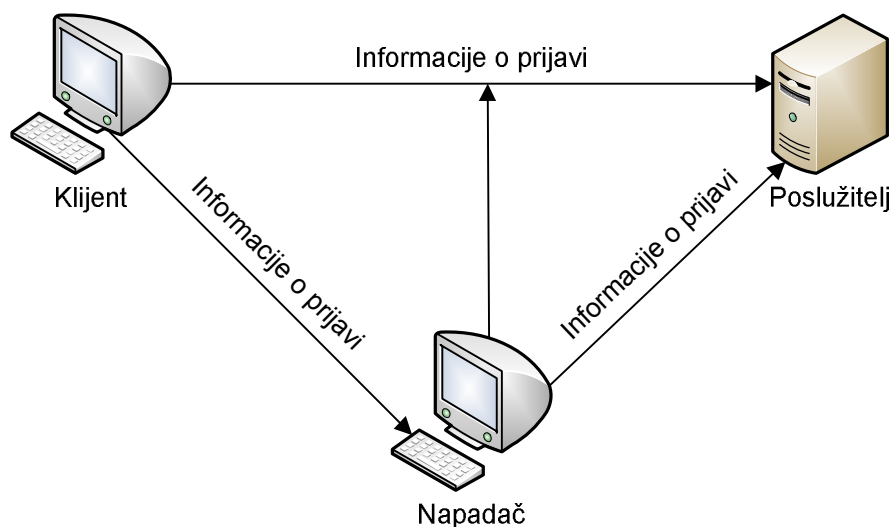 Informacije o prijavi
Klijent
Poslužitelj
Informacije o prijavi
Informacije o prijavi
Napadač